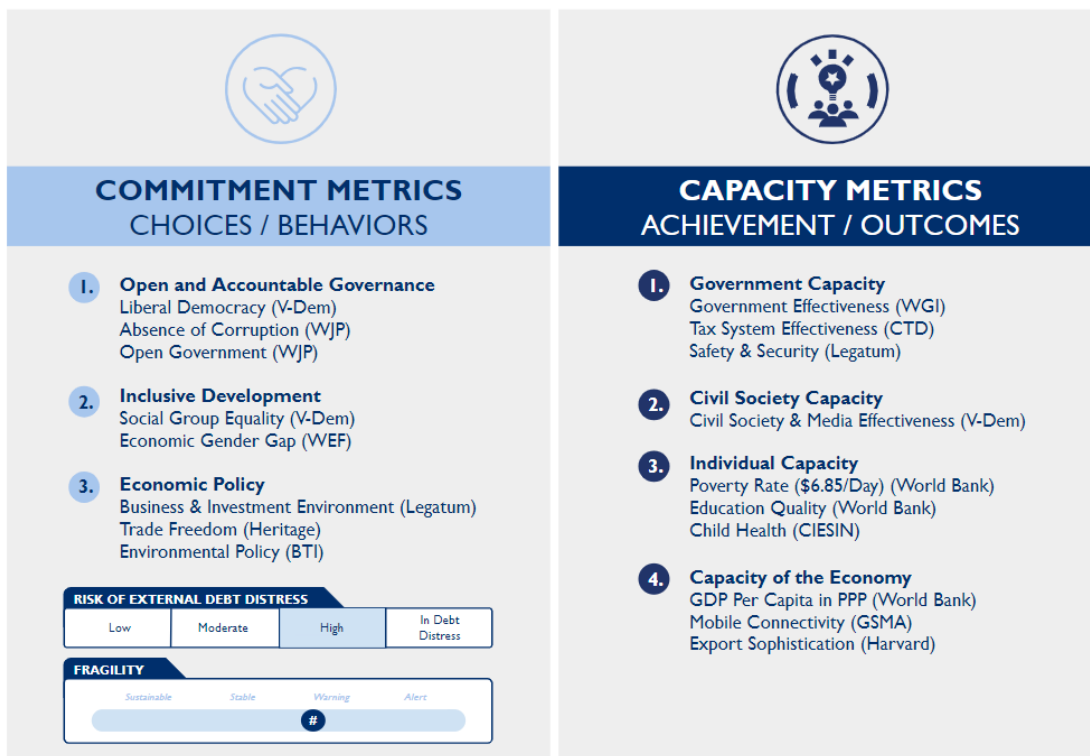 COMMITMENT METRICS
CHOICES / BEHAVIORS
1. Open and Accountable Governance
Liberal Democracy (V-Dem)
Absence of Corruption (WJP)
Open Government (WJP)
2. Inclusive Development
Social Group Equality (V-Dem)
Economic Gender Gap (WEF)
3. Economic Policy
Business & Investment Environment (Legatum)
Trade Freedom (Heritage)
Environmental Policy (BTI)
RISK OF EXTERNAL DEBT DISTRESS
Low
Moderate
High
In Debt
Distress
FRAGILITY
Sustainable
Stable
Warning
Alert
#
CAPACITY METRICS
ACHIEVEMENT / OUTCOMES
1. Government Capacity
Government Effectiveness (WGI)
Tax System Effectiveness (CTD)
Safety & Security (Legatum)
2. Civil Society Capacity
Civil Society & Media Effectiveness (V-Dem)
3. Individual Capacity
Poverty Rate ($6.85/Day) (World Bank)
Education Quality (World Bank)
Child Health (CIESIN)
4. Capacity of the Economy
GDP Per Capita in PPP (World Bank)
Mobile Connectivity (GSMA)
Export Sophistication (Harvard)